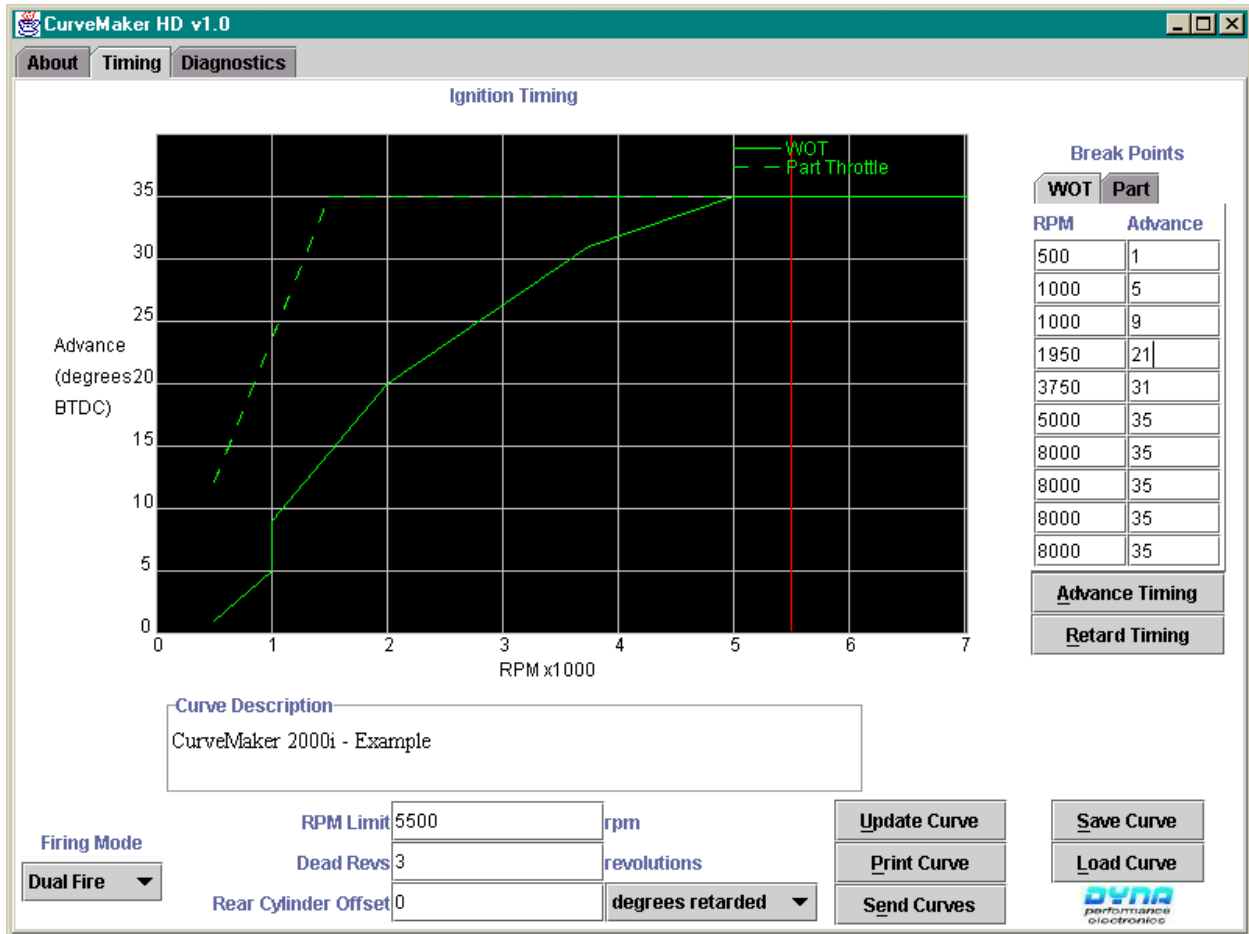 CurveMaker HD v1.0
About Timing Diagnostics
Ignition Timing
WOT
Part Throttle
35
30
25
Advance
(degrees20
BTDC)
15
10
5
0
0 1 2 3 4 5 6 7
RPM x1000
Break Points
WOT Part
RPM Advance
500 1
1000 5
1000 9
1950 21
3750 31
5000 35
8000 35
8000 35
8000 35
8000 35
Advance Timing
Retard Timing
Curve Description
CurveMaker 2000i - Example
Firing Mode
Dual Fire
RPM Limit 5500 rpm
Dead Revs 3 revolutions
Rear Cylinder Offset 0 degrees retarded
Update Curve
Print Curve
Send Curves
Save Curve
Load Curve
DYNA
performance
electronics